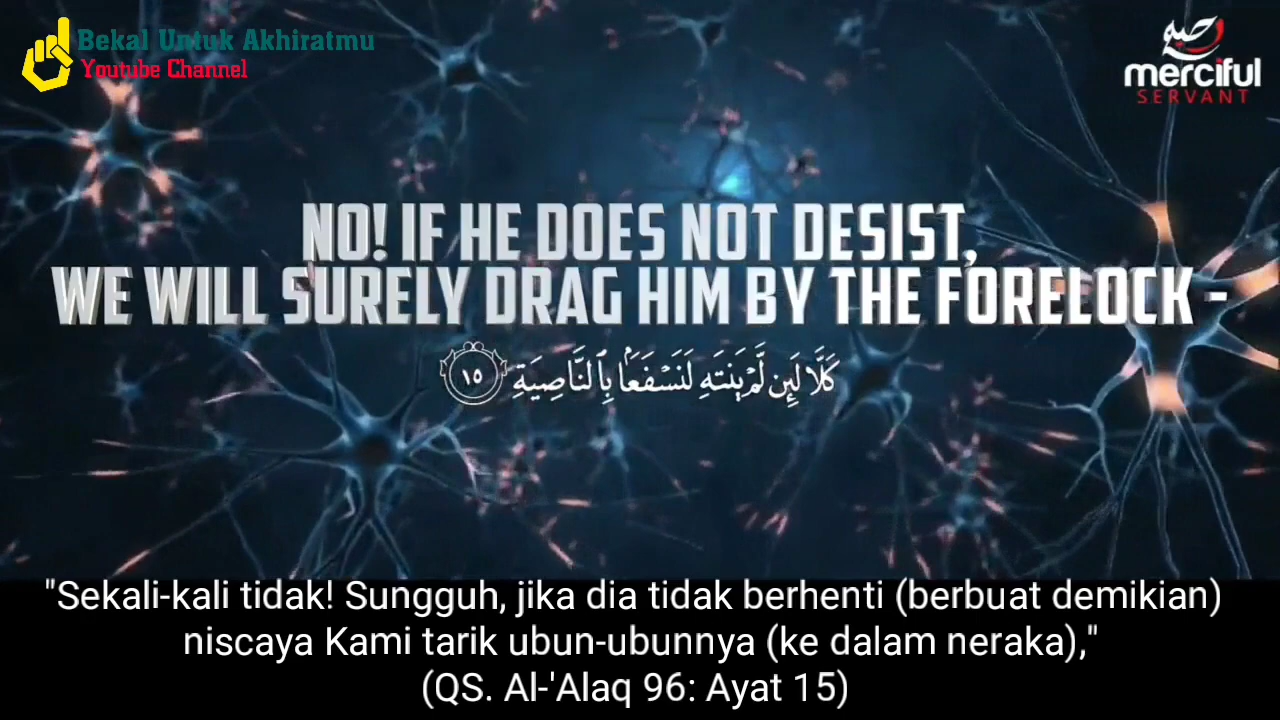 Bekal Untuk Akhiratmu
Youtube Channel
رحيم
merciful
SERVANT
NO! IF HE DOES NOT DESIST,
WE WILL SURELY DRAG HIM BY THE FORELOCK -
كَلَّا لَئِن لَّمْ يَنتَهِ لَنَسْفَعًۢا بِٱلنَّاصِيَةِ ١٥
"Sekali-kali tidak! Sungguh, jika dia tidak berhenti (berbuat demikian)
niscaya Kami tarik ubun-ubunnya (ke dalam neraka),"
(QS. Al-'Alaq 96: Ayat 15)